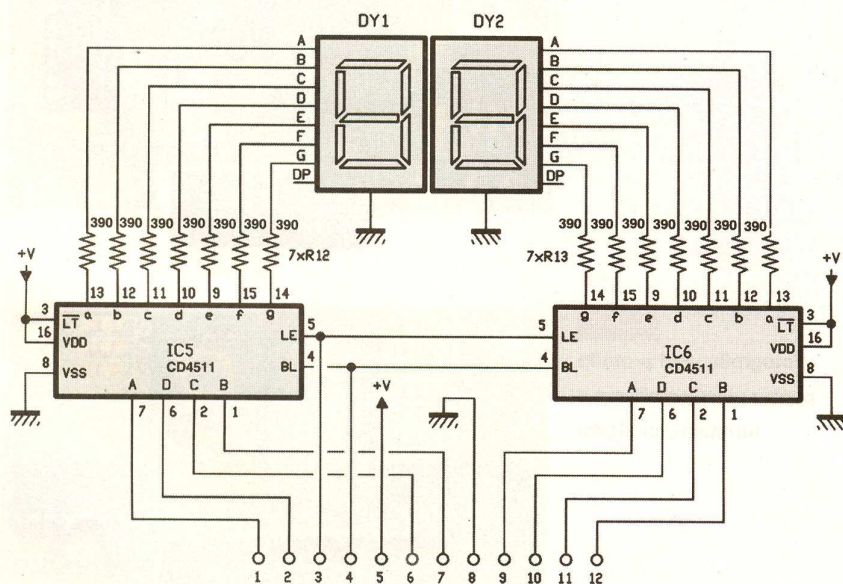 DY1 DY2
A A
B B
C C
D D
E E
F F
G G
DP DP
390 390 390 390 390 390 390 390 390 390 390 390 390 390
+V 7xR12 7xR13 +V
13 12 11 10 9 15 14 14 15 9 10 11 12 13
3 LT a b c d e f g LE 5 5 LE g f e d c b a LT 3
16 VDD VDD 16
IC5 IC6
8 VSS CD4511 BL 4 4 BL CD4511 VSS 8
A D C B +V A D C B
7 6 2 1 7 6 2 1
1 2 3 4 5 6 7 8 9 10 11 12